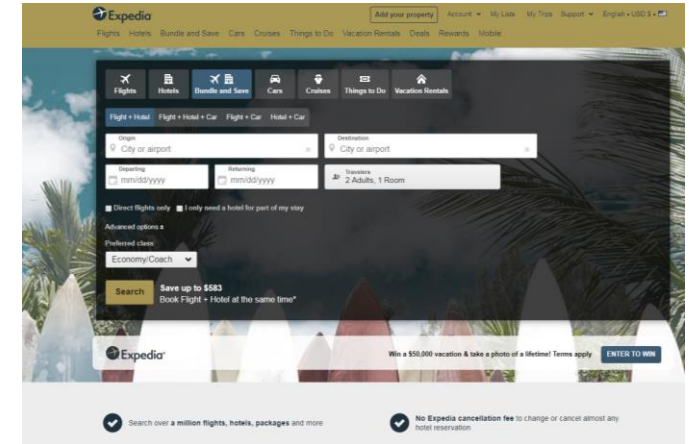 Expedia
Add your property Account My Lists My Trips Support English • USD $ •
Flights Hotels Bundle and Save Cars Cruises Things to Do Vacation Rentals Deals Rewards Mobile
Flights Hotels Bundle and Save Cars Cruises Things to Do Vacation Rentals
Flight + Hotel Flight + Hotel + Car Flight + Car Hotel + Car
Origin Destination
City or airport City or airport
Departing Returning Travelers
mm/dd/yyyy mm/dd/yyyy 2 Adults, 1 Room
Direct flights only I only need a hotel for part of my stay
Advanced options
Preferred class
Economy/Coach
Search
Save up to $583
Book Flight + Hotel at the same time*
Expedia
Win a $50,000 vacation & take a photo of a lifetime! Terms apply ENTER TO WIN
Search over a million flights, hotels, packages and more
No Expedia cancellation fee to change or cancel almost any
hotel reservation